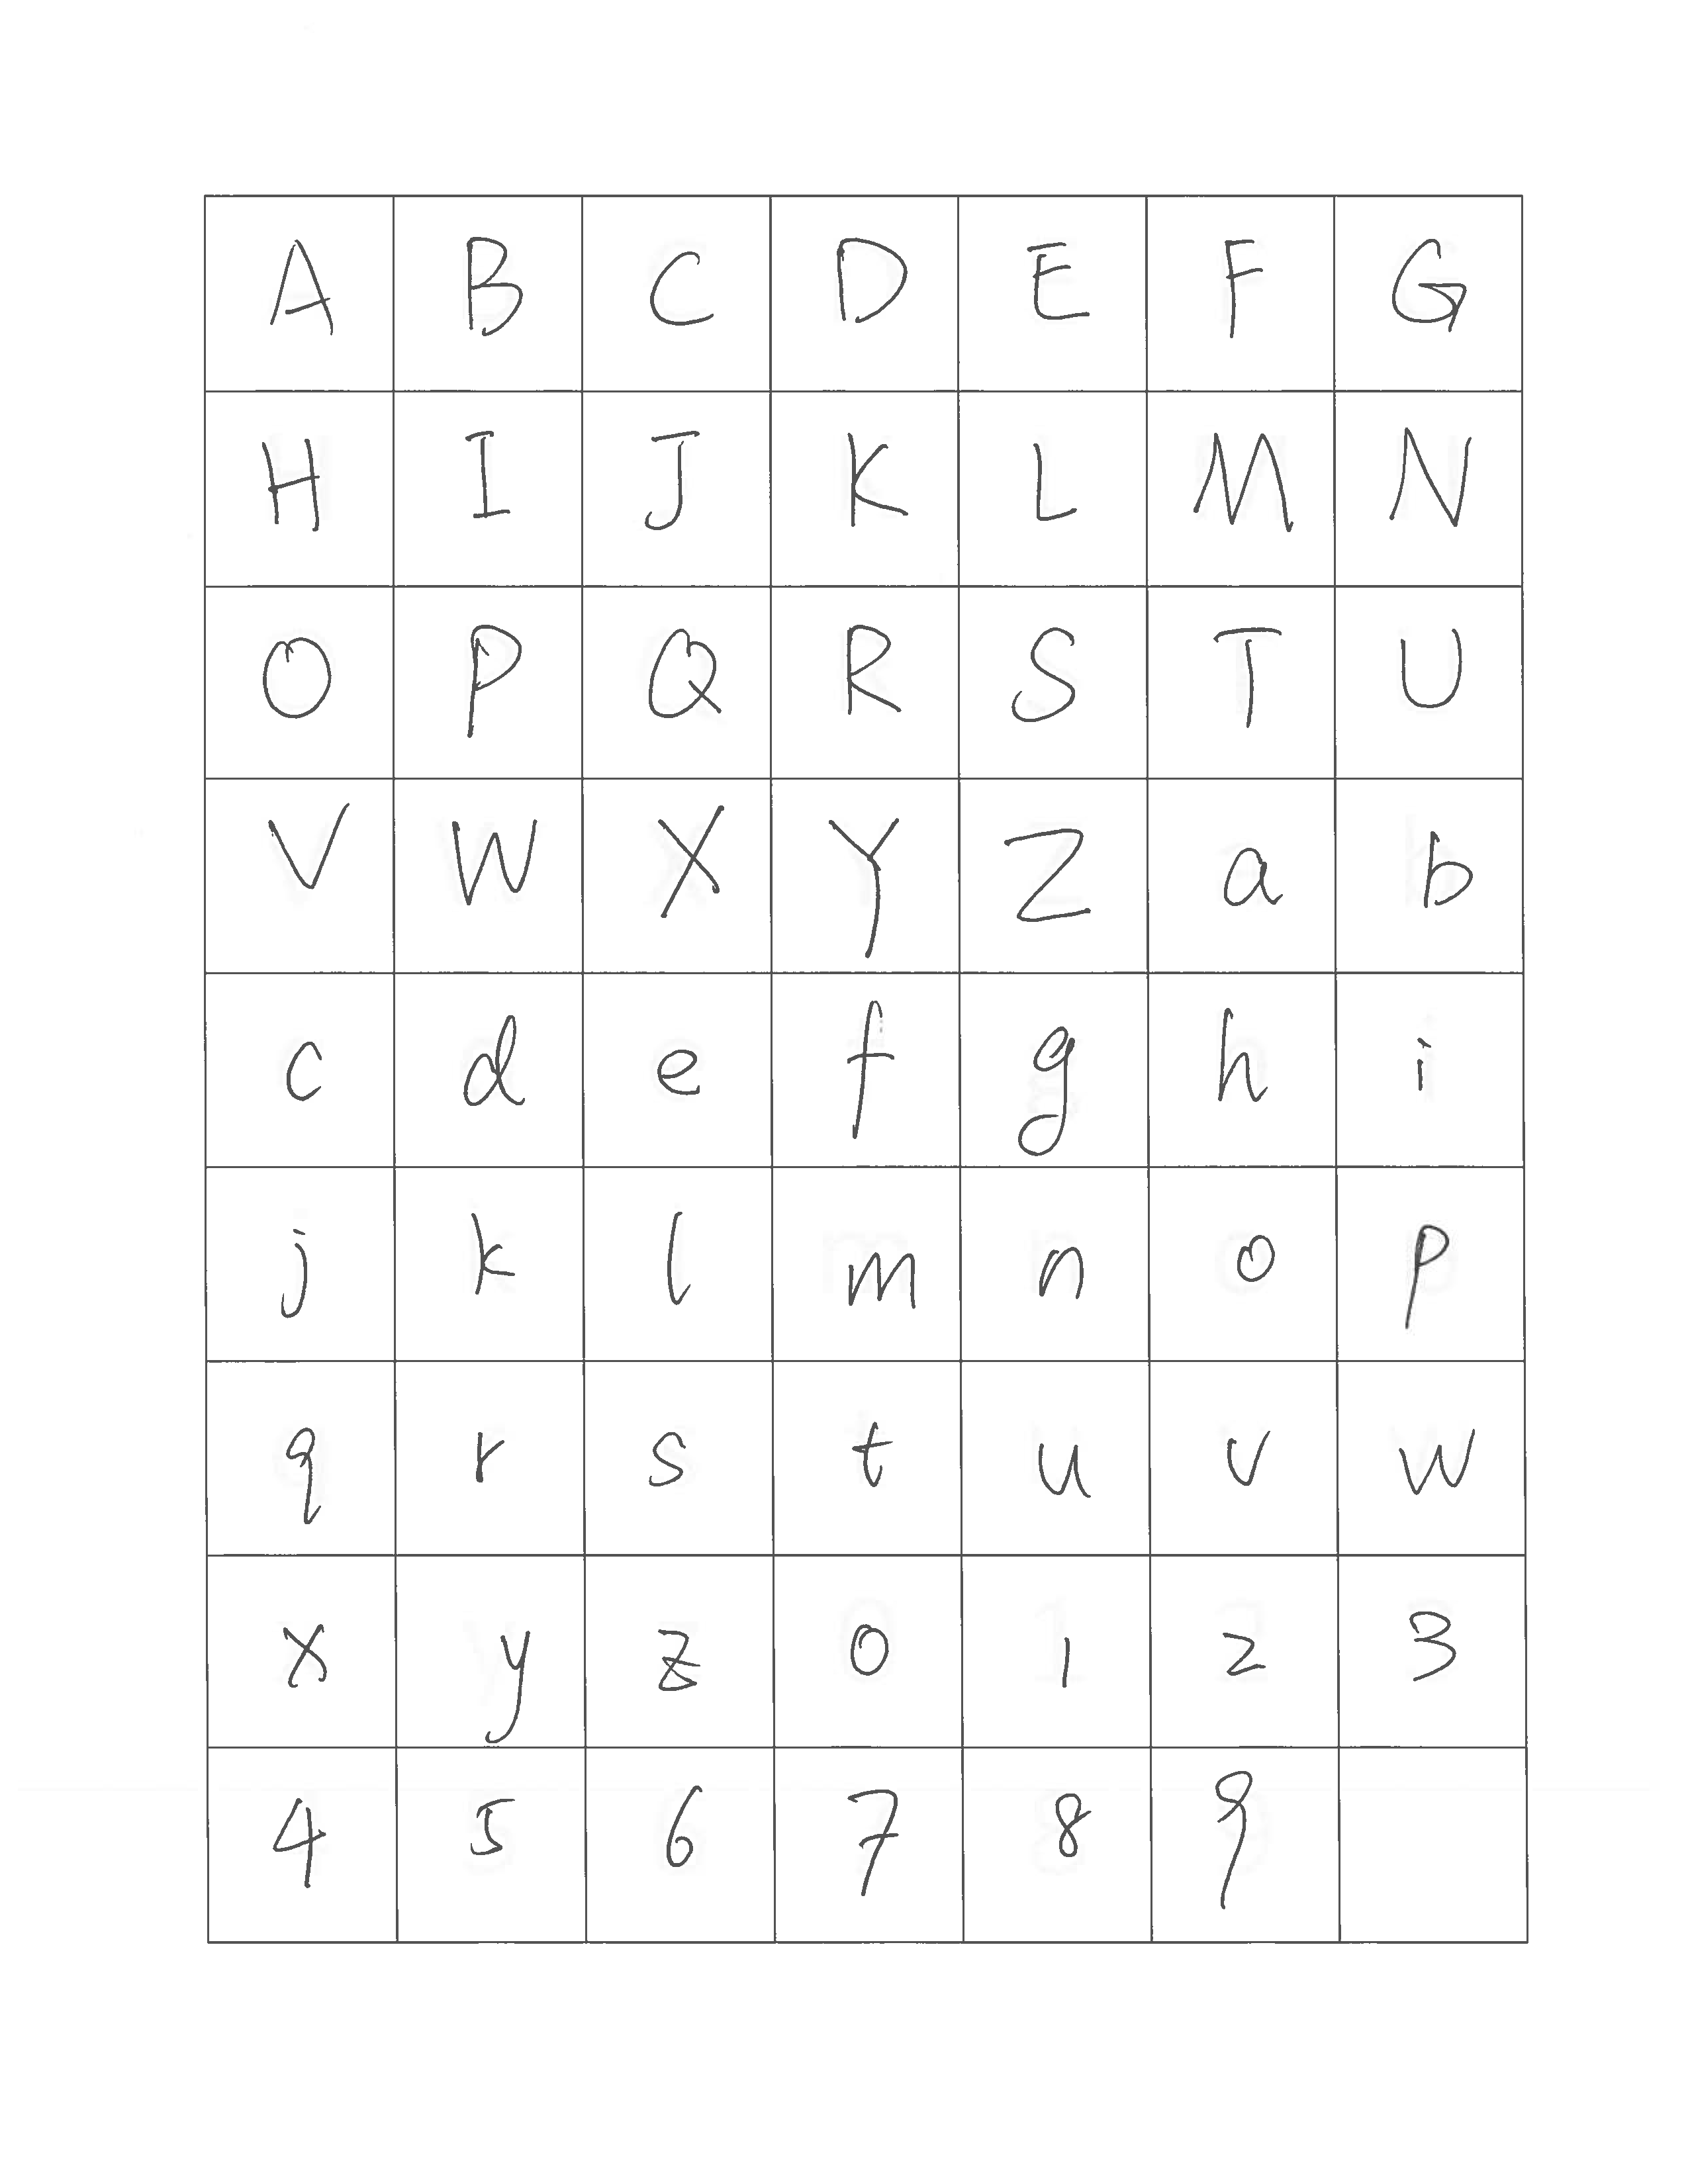 A B C D E F G
H I J K L M N
O P Q R S T U
V W X Y Z a b
c d e f g h i
j k l m n o p
q r s t u v w
x y z 0 1 2 3
4 5 6 7 8 9